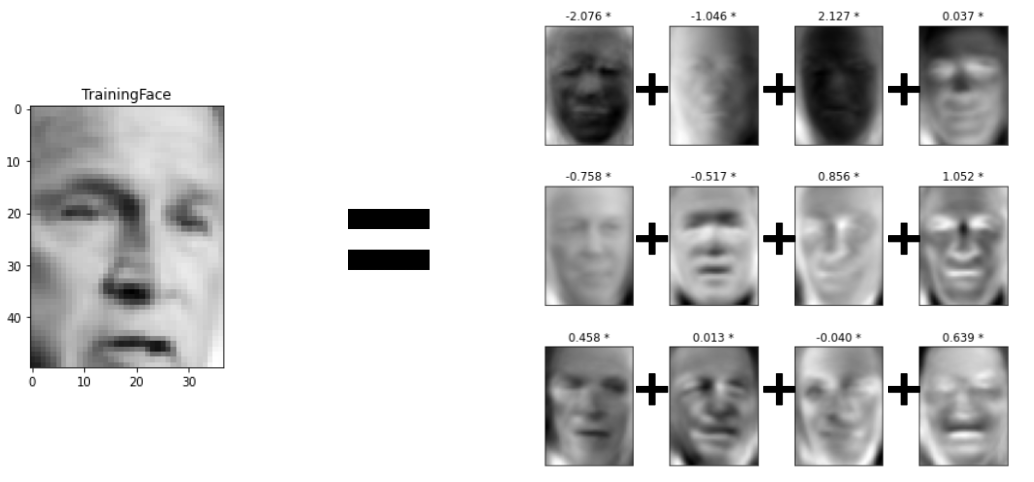 TrainingFace
0
10
20
30
40
0 10 20 30
-2.076 * -1.046 * 2.127 * 0.037 *
+ + +
-0.758 * -0.517 * 0.856 * 1.052 *
+ + +
0.458 * 0.013 * -0.040 * 0.639 *
+ + +
=